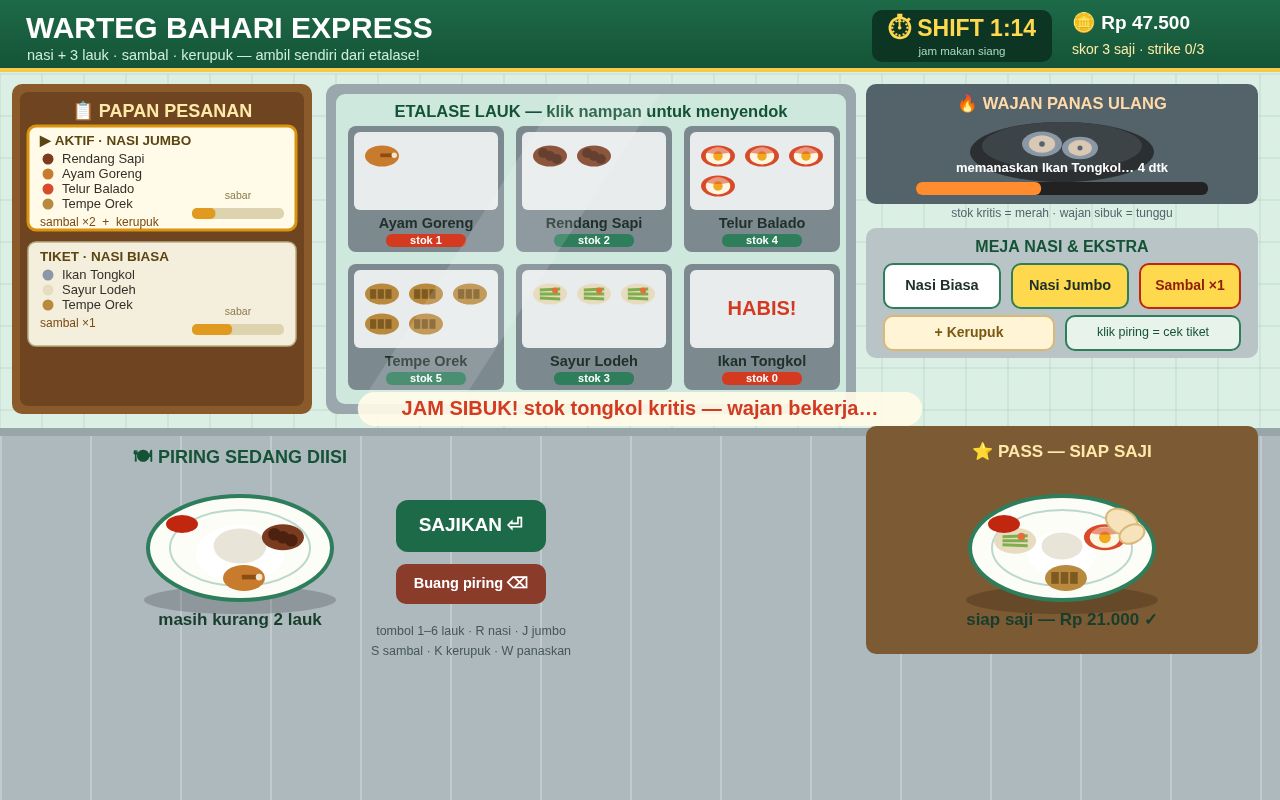 WARTEG BAHARI EXPRESS
nasi + 3 lauk · sambal · kerupuk — ambil sendiri dari etalase!
⏱ SHIFT 1:14
jam makan siang
🪙 Rp 47.500
skor 3 saji · strike 0/3
📋 PAPAN PESANAN
▶ AKTIF · NASI JUMBO
Rendang Sapi
Ayam Goreng
Telur Balado
Tempe Orek
sabar
sambal ×2 + kerupuk
TIKET · NASI BIASA
Ikan Tongkol
Sayur Lodeh
Tempe Orek
sabar
sambal ×1
ETALASE LAUK — klik nampan untuk menyendok
Ayam Goreng
stok 1
Rendang Sapi
stok 2
Telur Balado
stok 4
Tempe Orek
stok 5
Sayur Lodeh
stok 3
HABIS!
Ikan Tongkol
stok 0
JAM SIBUK! stok tongkol kritis — wajan bekerja…
🔥 WAJAN PANAS ULANG
memanaskan Ikan Tongkol… 4 dtk
stok kritis = merah · wajan sibuk = tunggu
MEJA NASI & EKSTRA
Nasi Biasa
Nasi Jumbo
Sambal ×1
+ Kerupuk
klik piring = cek tiket
🍽 PIRING SEDANG DIISI
masih kurang 2 lauk
SAJIKAN ⏎
Buang piring ⌫
tombol 1–6 lauk · R nasi · J jumbo
S sambal · K kerupuk · W panaskan
⭐ PASS — SIAP SAJI
siap saji — Rp 21.000 ✓